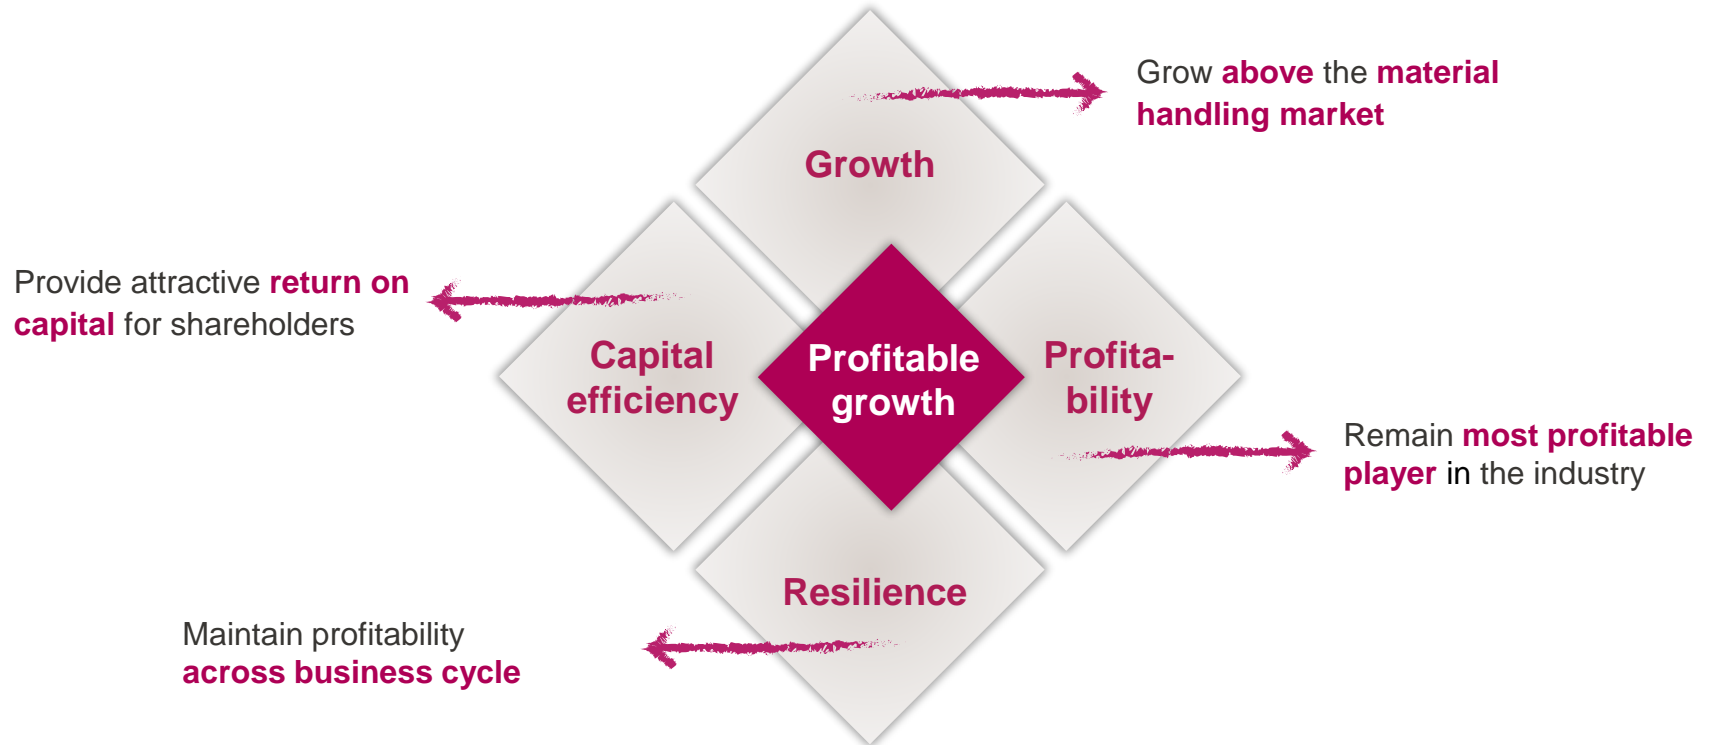 Grow above the material
handling market
Growth
Provide attractive return on
capital for shareholders
Capital
efficiency
Profitable
growth
Profita-
bility
Remain most profitable
player in the industry
Resilience
Maintain profitability
across business cycle